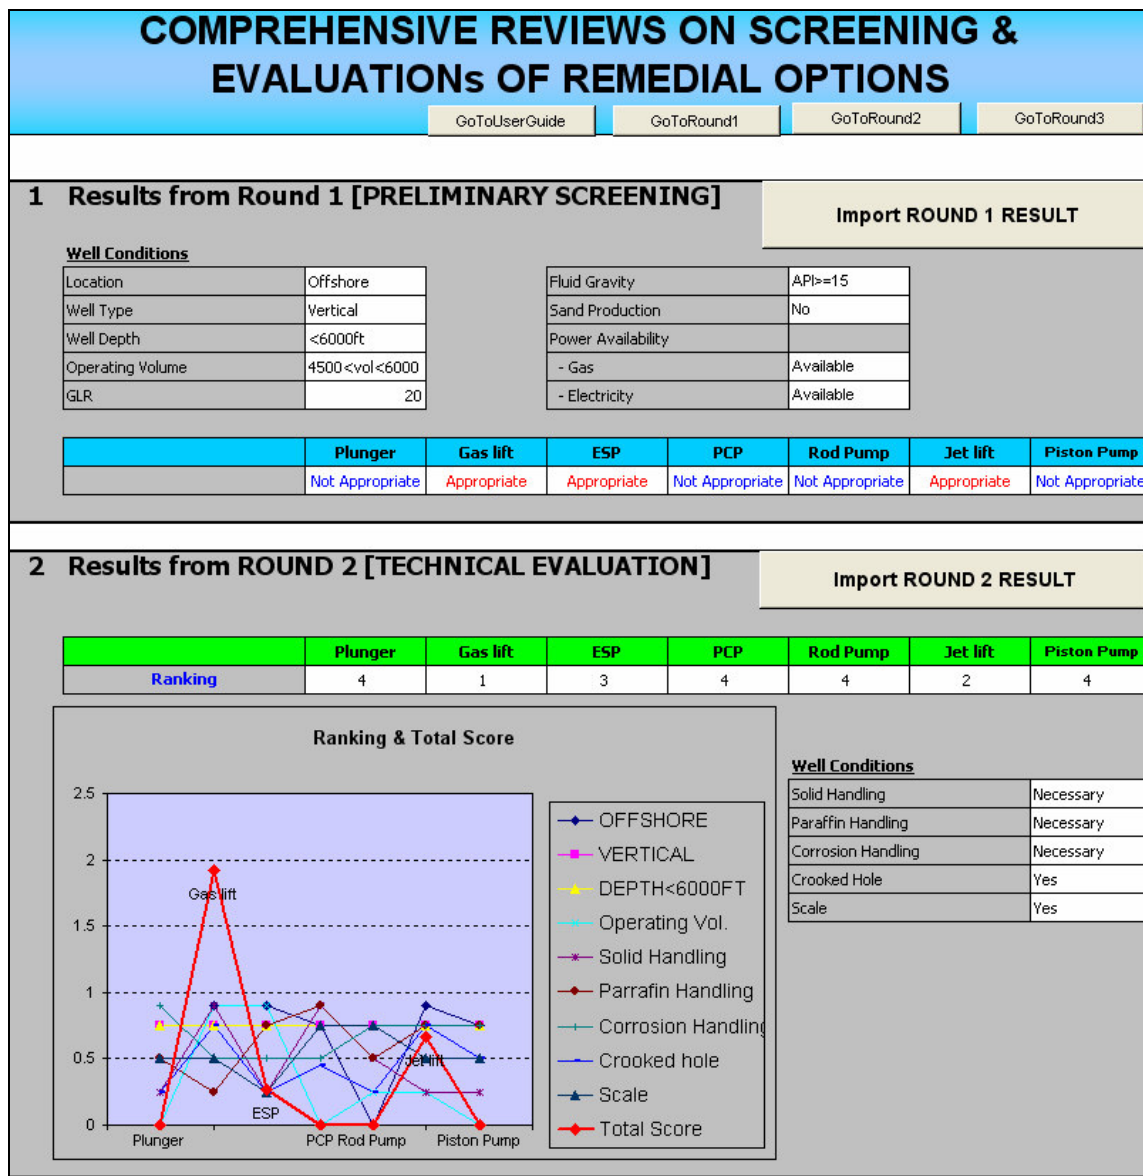 COMPREHENSIVE REVIEWS ON SCREENING &
EVALUATIONs OF REMEDIAL OPTIONS
GoToUserGuide GoToRound1 GoToRound2 GoToRound3
1 Results from Round 1 [PRELIMINARY SCREENING]
Import ROUND 1 RESULT
Well Conditions
Location Offshore Fluid Gravity API>=15
Well Type Vertical Sand Production No
Well Depth <6000ft Power Availability
Operating Volume 4500<vol<6000 - Gas Available
GLR 20 - Electricity Available
Plunger Gas lift ESP PCP Rod Pump Jet lift Piston Pump
Not Appropriate Appropriate Appropriate Not Appropriate Not Appropriate Appropriate Not Appropriate
2 Results from ROUND 2 [TECHNICAL EVALUATION]
Import ROUND 2 RESULT
Plunger Gas lift ESP PCP Rod Pump Jet lift Piston Pump
Ranking 4 1 3 4 4 2 4
Ranking & Total Score
2.5
2
1.5
1
0.5
0
Gas lift
Jet lift
ESP
Plunger PCP Rod Pump Piston Pump
OFFSHORE
VERTICAL
DEPTH<6000FT
Operating Vol.
Solid Handling
Parrafin Handling
Corrosion Handling
Crooked hole
Scale
Total Score
Well Conditions
Solid Handling Necessary
Paraffin Handling Necessary
Corrosion Handling Necessary
Crooked Hole Yes
Scale Yes